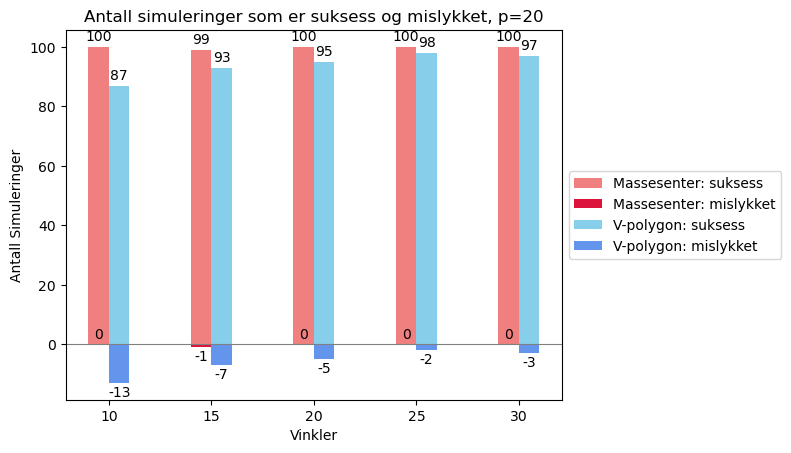 Antall simuleringer som er suksess og mislykket, p=20
Antall Simuleringer
100
80
60
40
20
0
100 87 99 93 100 95 100 98 100 97
0 -13 -1 -7 0 -5 0 -2 0 -3
10 15 20 25 30
Vinkler
Massesenter: suksess
Massesenter: mislykket
V-polygon: suksess
V-polygon: mislykket